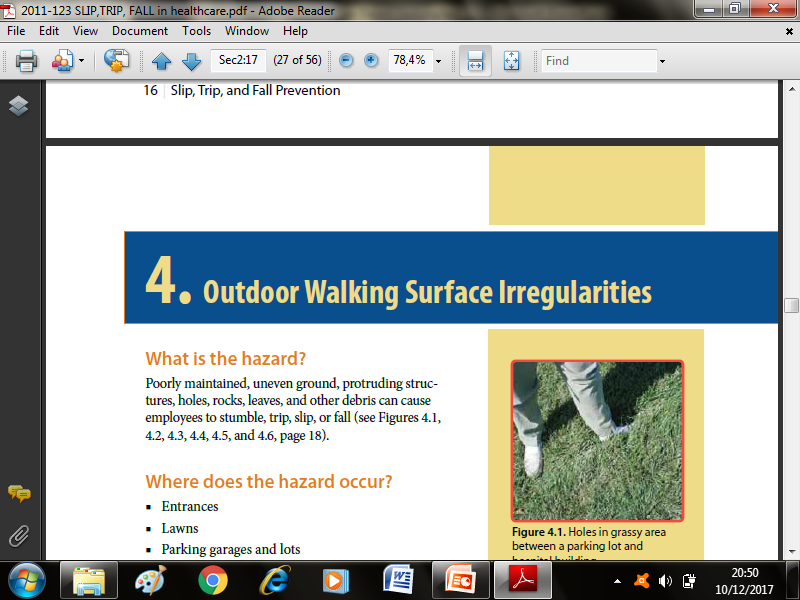 2011-123 SLIP,TRIP, FALL in healthcare.pdf - Adobe Reader
File Edit View Document Tools Window Help
Sec2:17 (27 of 56) 78,4% Find
16 Slip, Trip, and Fall Prevention
4. Outdoor Walking Surface Irregularities
What is the hazard?
Poorly maintained, uneven ground, protruding struc-
tures, holes, rocks, leaves, and other debris can cause
employees to stumble, trip, slip, or fall (see Figures 4.1,
4.2, 4.3, 4.4, 4.5, and 4.6, page 18).
Where does the hazard occur?
▪ Entrances
▪ Lawns
▪ Parking garages and lots
Figure 4.1. Holes in grassy area
between a parking lot and
hospital building
20:50
10/12/2017